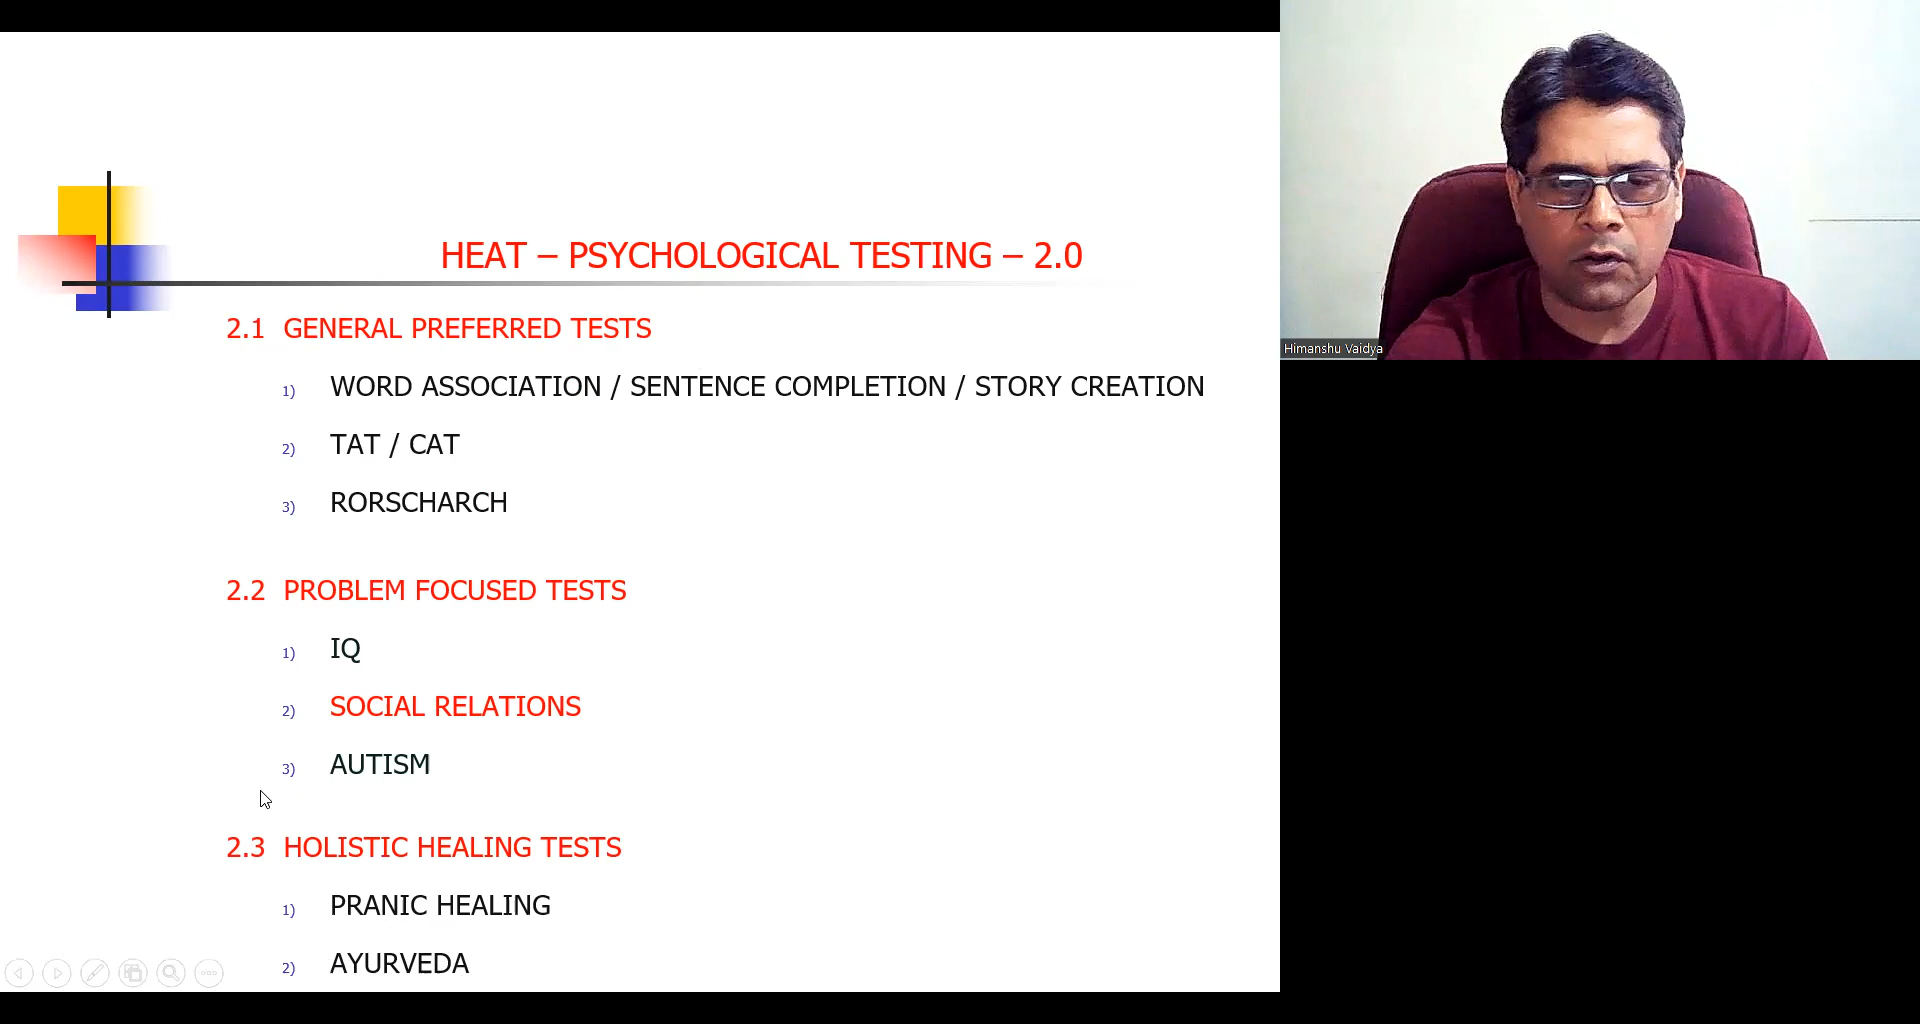 HEAT – PSYCHOLOGICAL TESTING – 2.0
2.1 GENERAL PREFERRED TESTS
1) WORD ASSOCIATION / SENTENCE COMPLETION / STORY CREATION
2) TAT / CAT
3) RORSCHARCH
2.2 PROBLEM FOCUSED TESTS
1) IQ
2) SOCIAL RELATIONS
3) AUTISM
2.3 HOLISTIC HEALING TESTS
1) PRANIC HEALING
2) AYURVEDA
Himanshu Vaidya